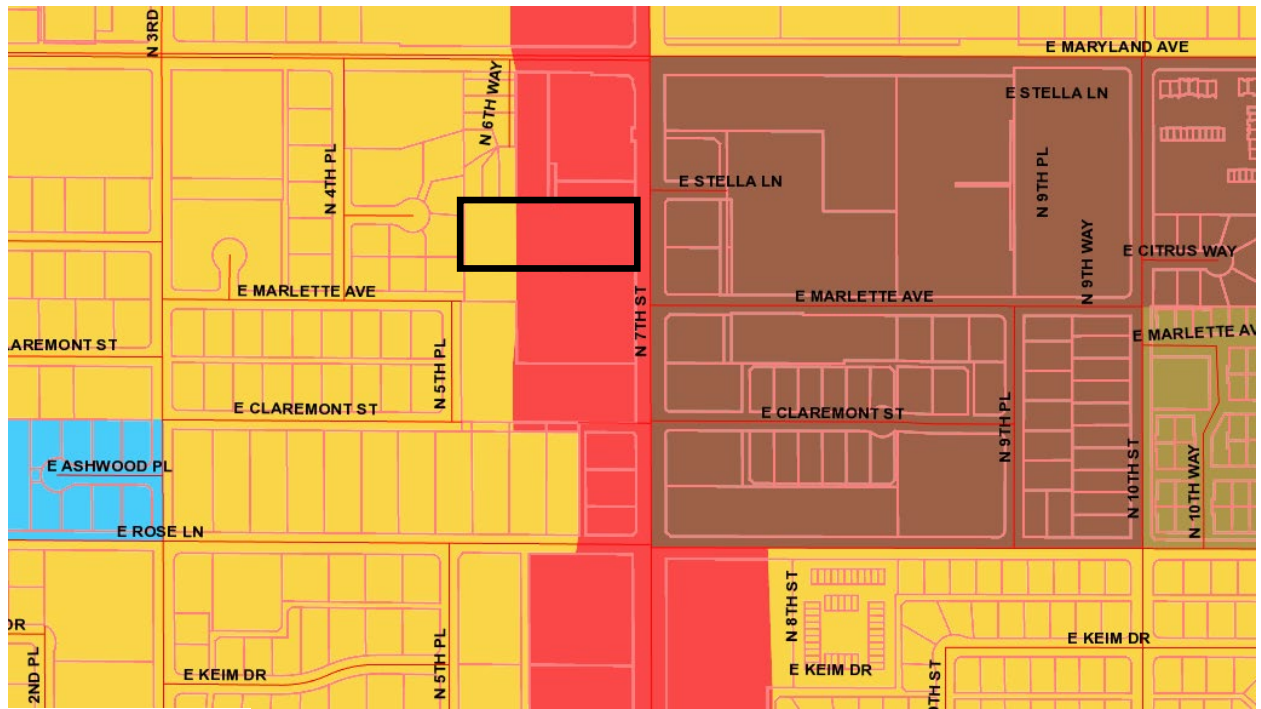 N 3RD
E MARYLAND AVE
N 6TH WAY
E STELLA LN
N 4TH PL
E STELLA LN
N 9TH PL
E CITRUS WAY
N 9TH WAY
E MARLETTE AVE
E MARLETTE AVE
N 7TH ST
E MARLETTE AV
LAREMONT ST
N 5TH PL
E CLAREMONT ST
E CLAREMONT ST
N 9TH PL
E ASHWOOD PL
N 10TH ST
N 10TH WAY
E ROSE LN
N 8TH ST
DR
E KEIM DR
2ND PL
N 5TH PL
E KEIM DR
E KEIM DR
0TH ST